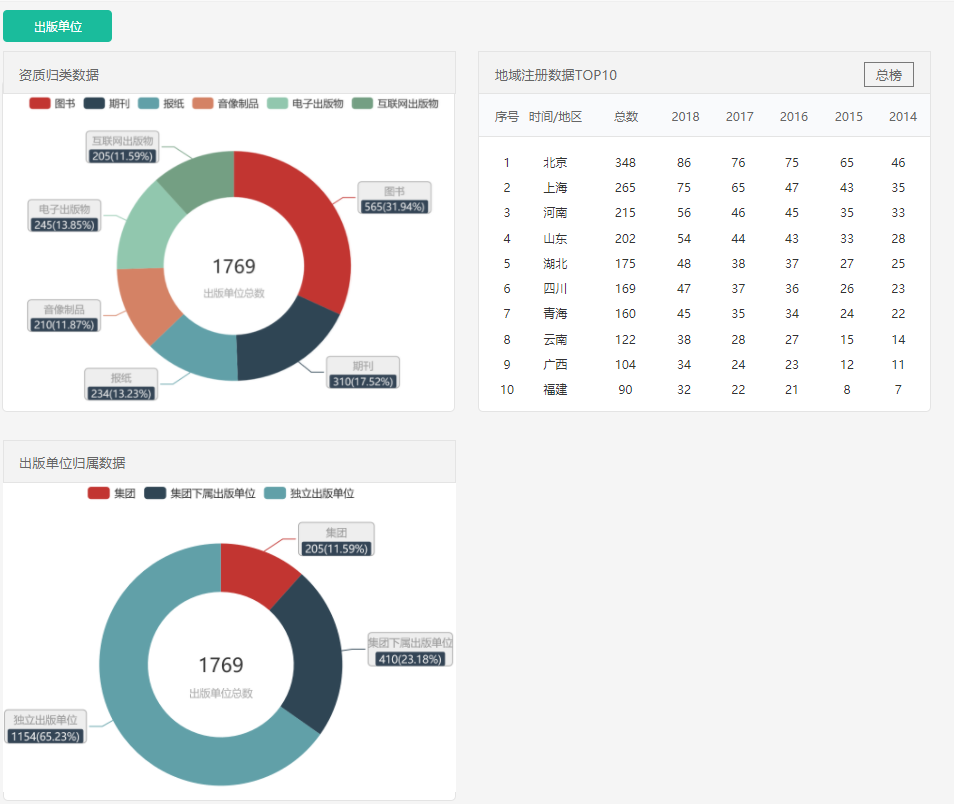 出版单位
资质归类数据
图书 期刊 报纸 音像制品 电子出版物 互联网出版物
互联网出版物
205(11.59%)
图书
565(31.94%)
电子出版物
245(13.85%)
1769
出版单位总数
音像制品
210(11.87%)
期刊
310(17.52%)
报纸
234(13.23%)
地域注册数据TOP10 总榜
序号 时间/地区 总数 2018 2017 2016 2015 2014
1 北京 348 86 76 75 65 46
2 上海 265 75 65 47 43 35
3 河南 215 56 46 45 35 33
4 山东 202 54 44 43 33 28
5 湖北 175 48 38 37 27 25
6 四川 169 47 37 36 26 23
7 青海 160 45 35 34 24 22
8 云南 122 38 28 27 15 14
9 广西 104 34 24 23 12 11
10 福建 90 32 22 21 8 7
出版单位归属数据
集团 集团下属出版单位 独立出版单位
集团
205(11.59%)
集团下属出版单位
410(23.18%)
1769
出版单位总数
独立出版单位
1154(65.23%)